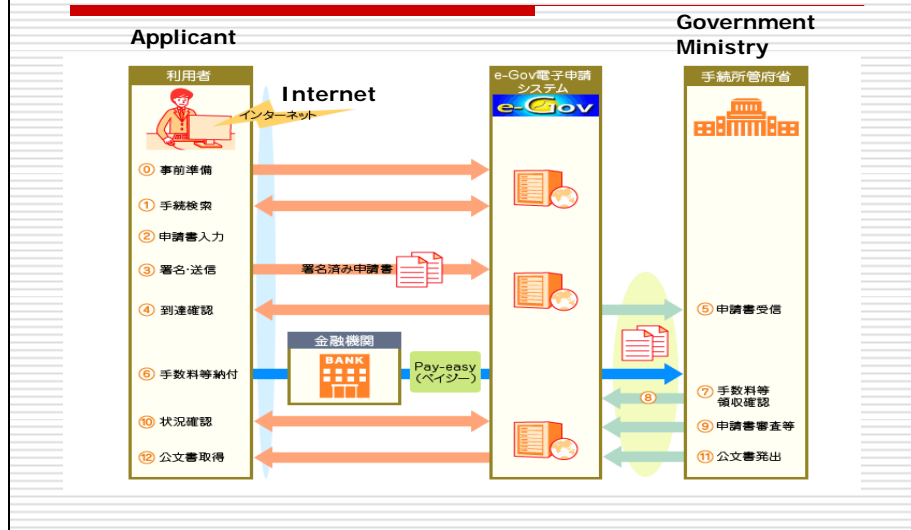 Applicant
Government
Ministry
利用者
e-Gov電子申請
システム
手続所管府省
Internet
インターネット
e-Gov
⓪ 事前準備
① 手続検索
② 申請書入力
③ 署名・送信
署名済み申請書
④ 到達確認
⑤ 申請書受信
金融機関
BANK
Pay-easy
(ペイジー)
⑥ 手数料等納付
⑦ 手数料等
領収確認
⑧
⑩ 状況確認
⑨ 申請書審査等
⑫ 公文書取得
⑪ 公文書発出